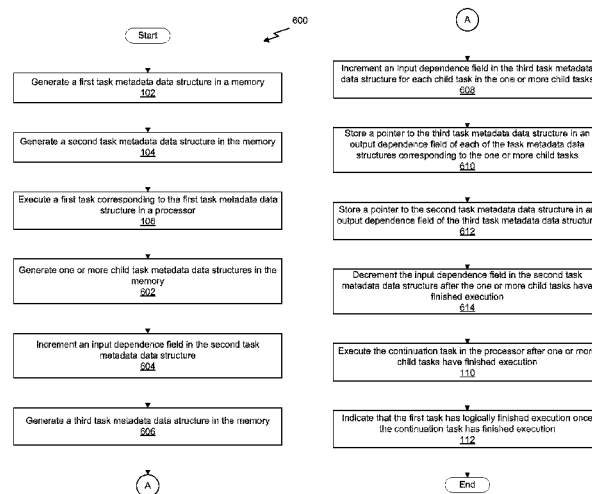 600
Start
Generate a first task metadata data structure in a memory
102
Generate a second task metadata data structure in the memory
104
Execute a first task corresponding to the first task metadata data
structure in a processor
106
Generate one or more child task metadata data structures in the
memory
602
Increment an input dependence field in the second task
metadata data structure
604
Generate a third task metadata data structure in the memory
606
A
A
Increment an input dependence field in the third task metadata
data structure for each child task in the one or more child tasks
608
Store a pointer to the third task metadata data structure in an
output dependence field of each of the task metadata data
structures corresponding to the one or more child tasks
610
Store a pointer to the second task metadata data structure in an
output dependence field of the third task metadata data structure
612
Decrement the input dependence field in the second task
metadata data structure after the one or more child tasks have
finished execution
614
Execute the continuation task in the processor after one or more
child tasks have finished execution
110
Indicate that the first task has logically finished execution once
the continuation task has finished execution
112
End